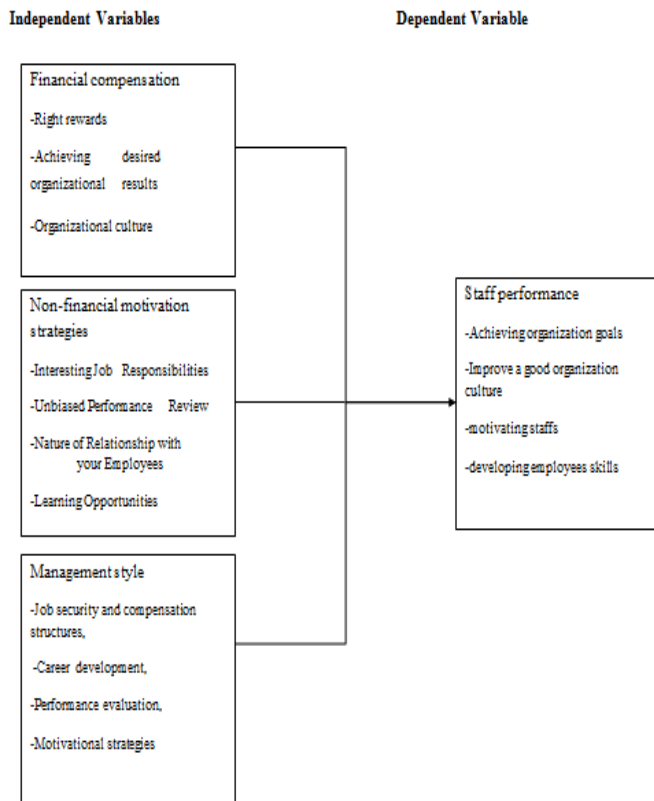 Independent Variables
Dependent Variable
Financial compensation
-Right rewards
-Achieving desired
organizational results
-Organizational culture
Non-financial motivation
strategies
-Interesting Job Responsibilities
-Unbiased Performance Review
-Nature of Relationship with
your Employees
-Learning Opportunities
Management style
-Job security and compensation
structures,
-Career development,
-Performance evaluation,
-Motivational strategies
Staff performance
-Achieving organization goals
-Improve a good organization
culture
-motivating staffs
-developing employees skills